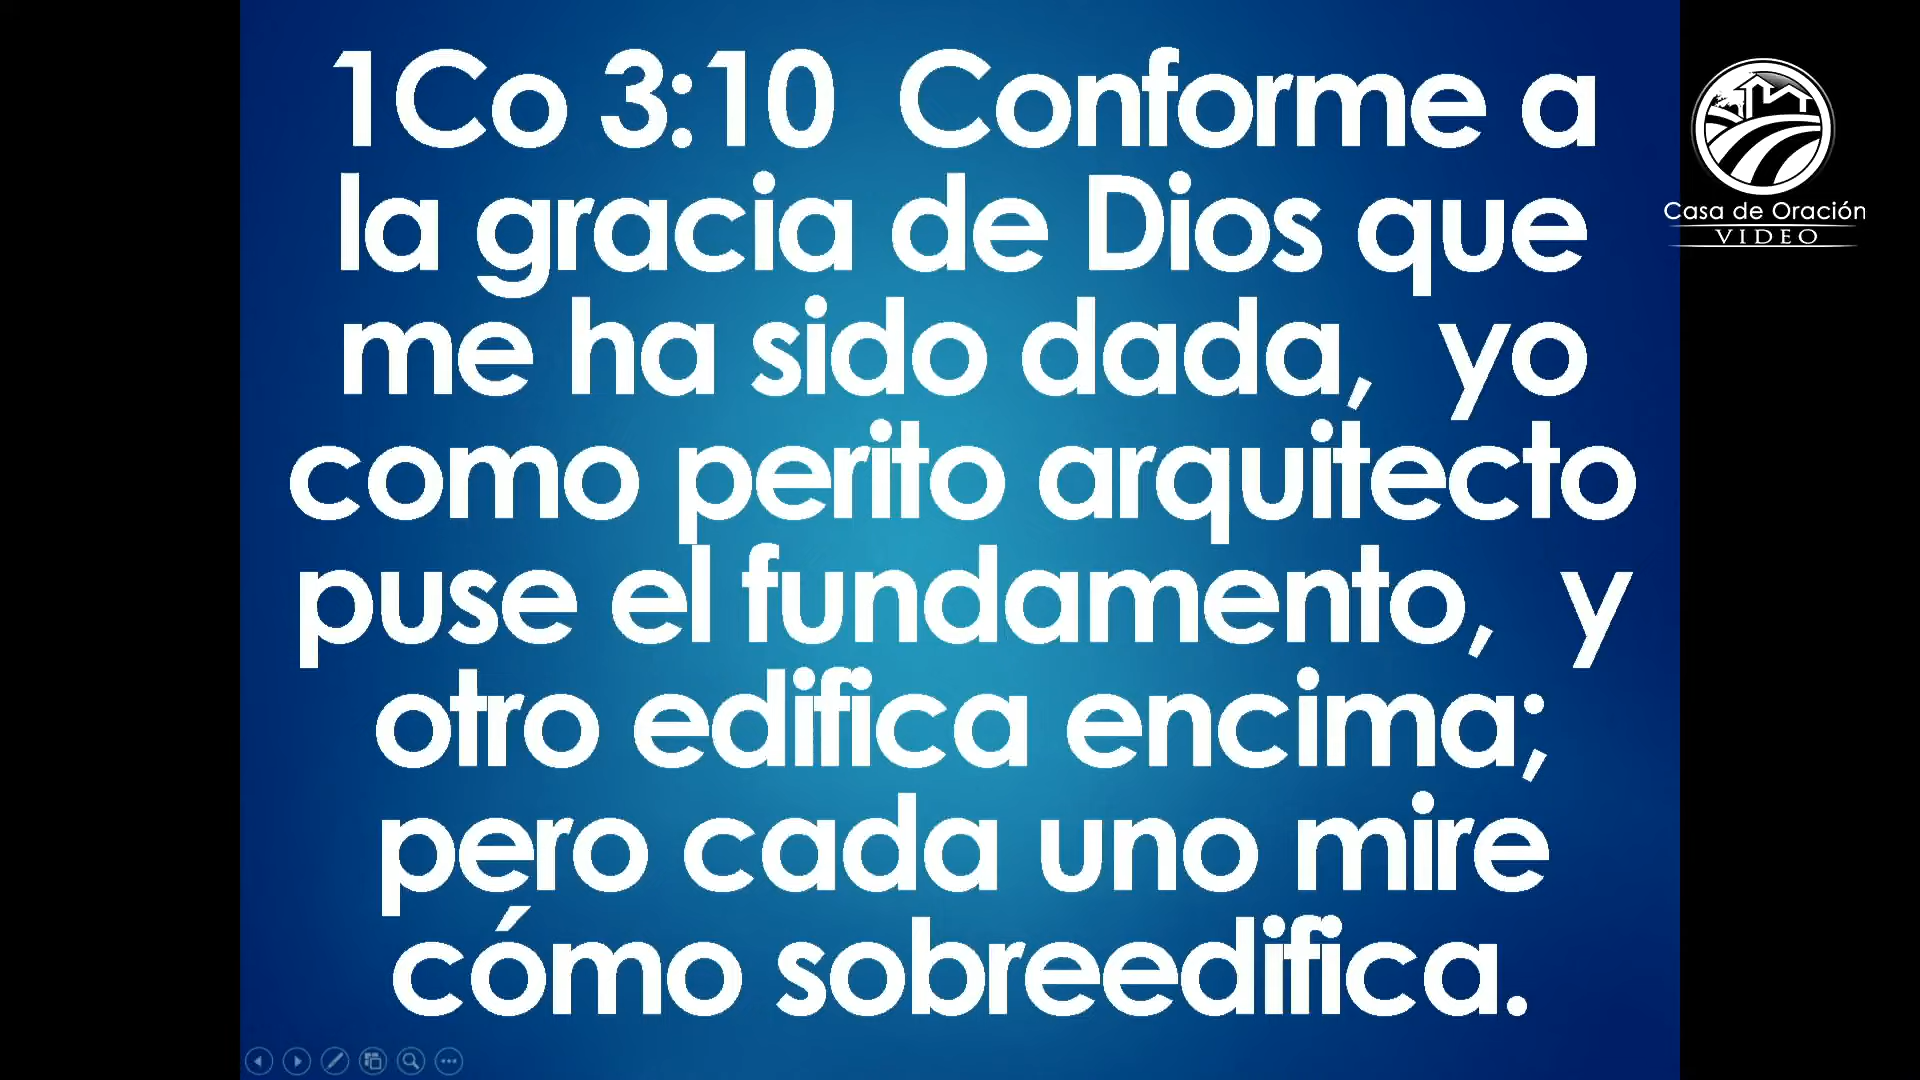 1Co 3:10  Conforme a
la gracia de Dios que
me ha sido dada,  yo
como perito arquitecto
puse el fundamento,  y
otro edifica encima;
pero cada uno mire
cómo sobreedifica.
Casa de Oración
VIDEO